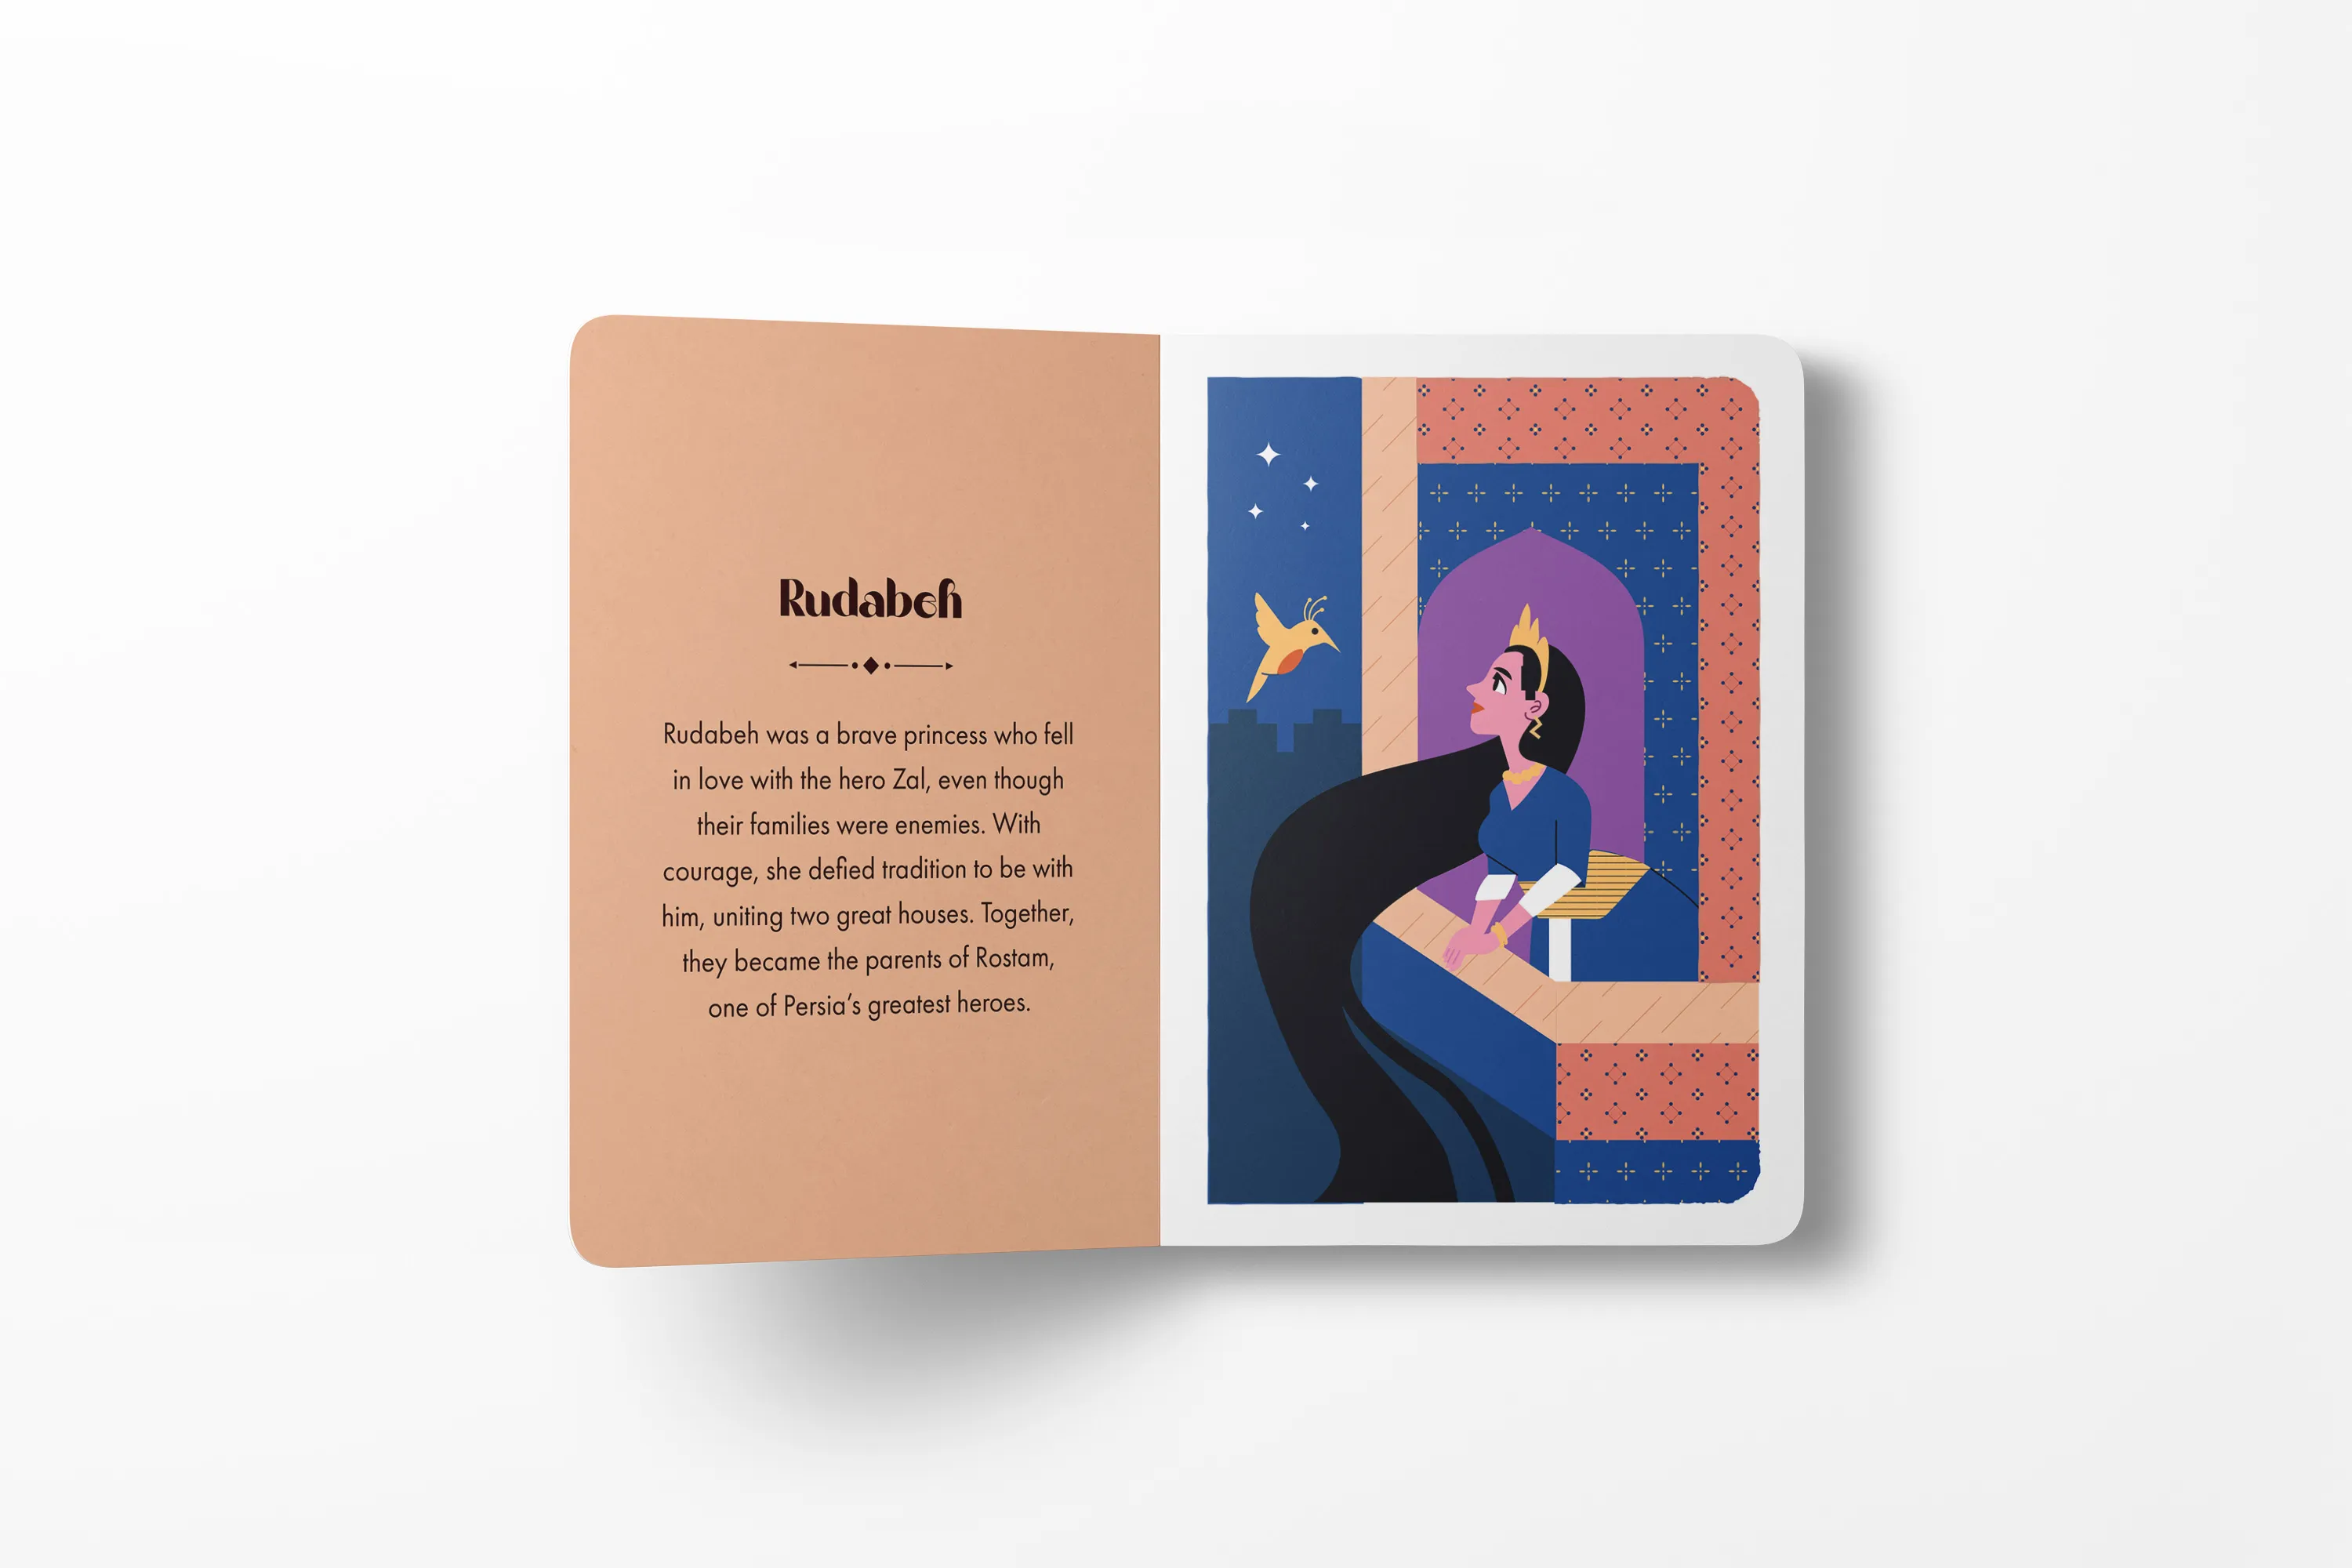 Rudabeh
Rudabeh was a brave princess who fell
in love with the hero Zal, even though
their families were enemies. With
courage, she defied tradition to be with
him, uniting two great houses. Together,
they became the parents of Rostam,
one of Persia’s greatest heroes.